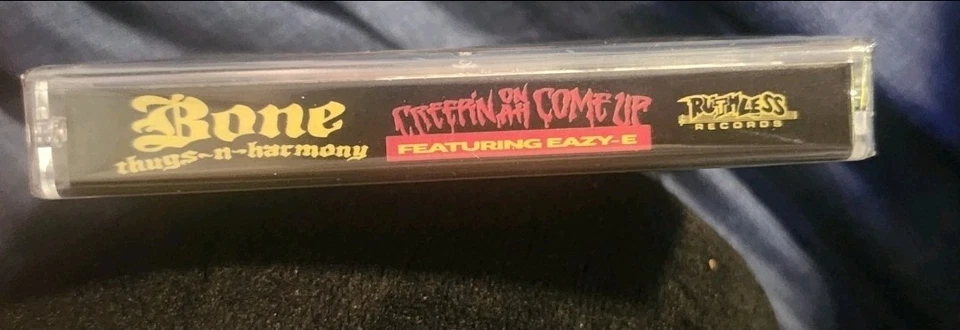 Bone
thugs~n~harmony
CREEPIN ON AH COME UP
FEATURING EAZY-E
RUTHLESS
RECORDS